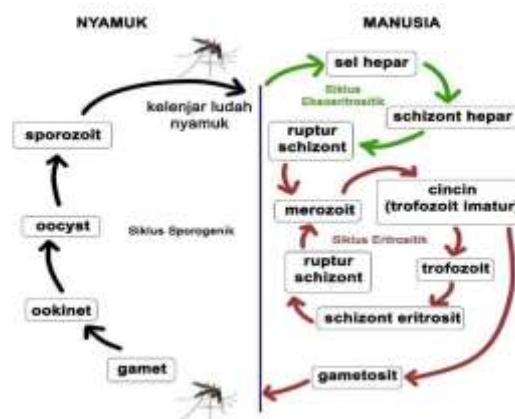 NYAMUK
MANUSIA
kelenjar ludah
nyamuk
sporozoit
oocyst
ookinet
gamet
Siklus Sporogenik
sel hepar
Siklus
Eksoeritrositik
schizont hepar
ruptur
schizont
merozoit
cincin
(trofozoit imatur)
Siklus Eritrositik
ruptur
schizont
trofozoit
schizont eritrosit
gametosit